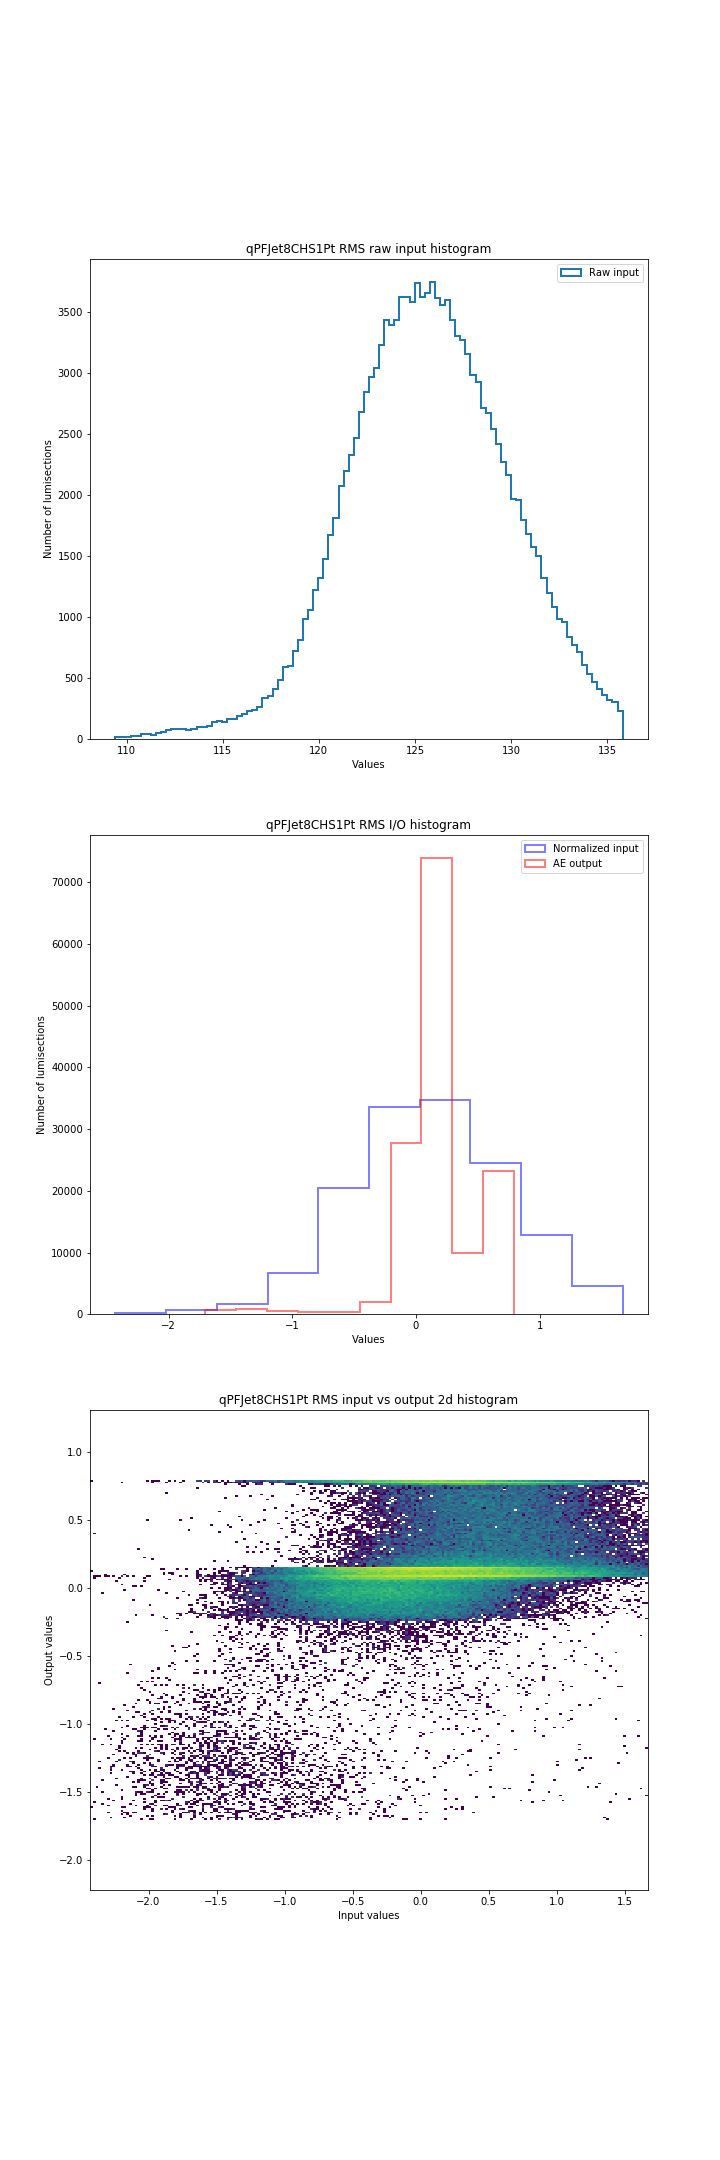 qPFJet8CHS1Pt RMS raw input histogram
Raw input
3500
3000
2500
2000
1500
1000
500
0
Number of lumisections
110 115 120 125 130 135
Values
qPFJet8CHS1Pt RMS I/O histogram
Normalized input
AE output
70000
60000
50000
40000
30000
20000
10000
0
Number of lumisections
−2 −1 0 1
Values
qPFJet8CHS1Pt RMS input vs output 2d histogram
1.0
0.5
0.0
−0.5
−1.0
−1.5
−2.0
Output values
−2.0 −1.5 −1.0 −0.5 0.0 0.5 1.0 1.5
Input values